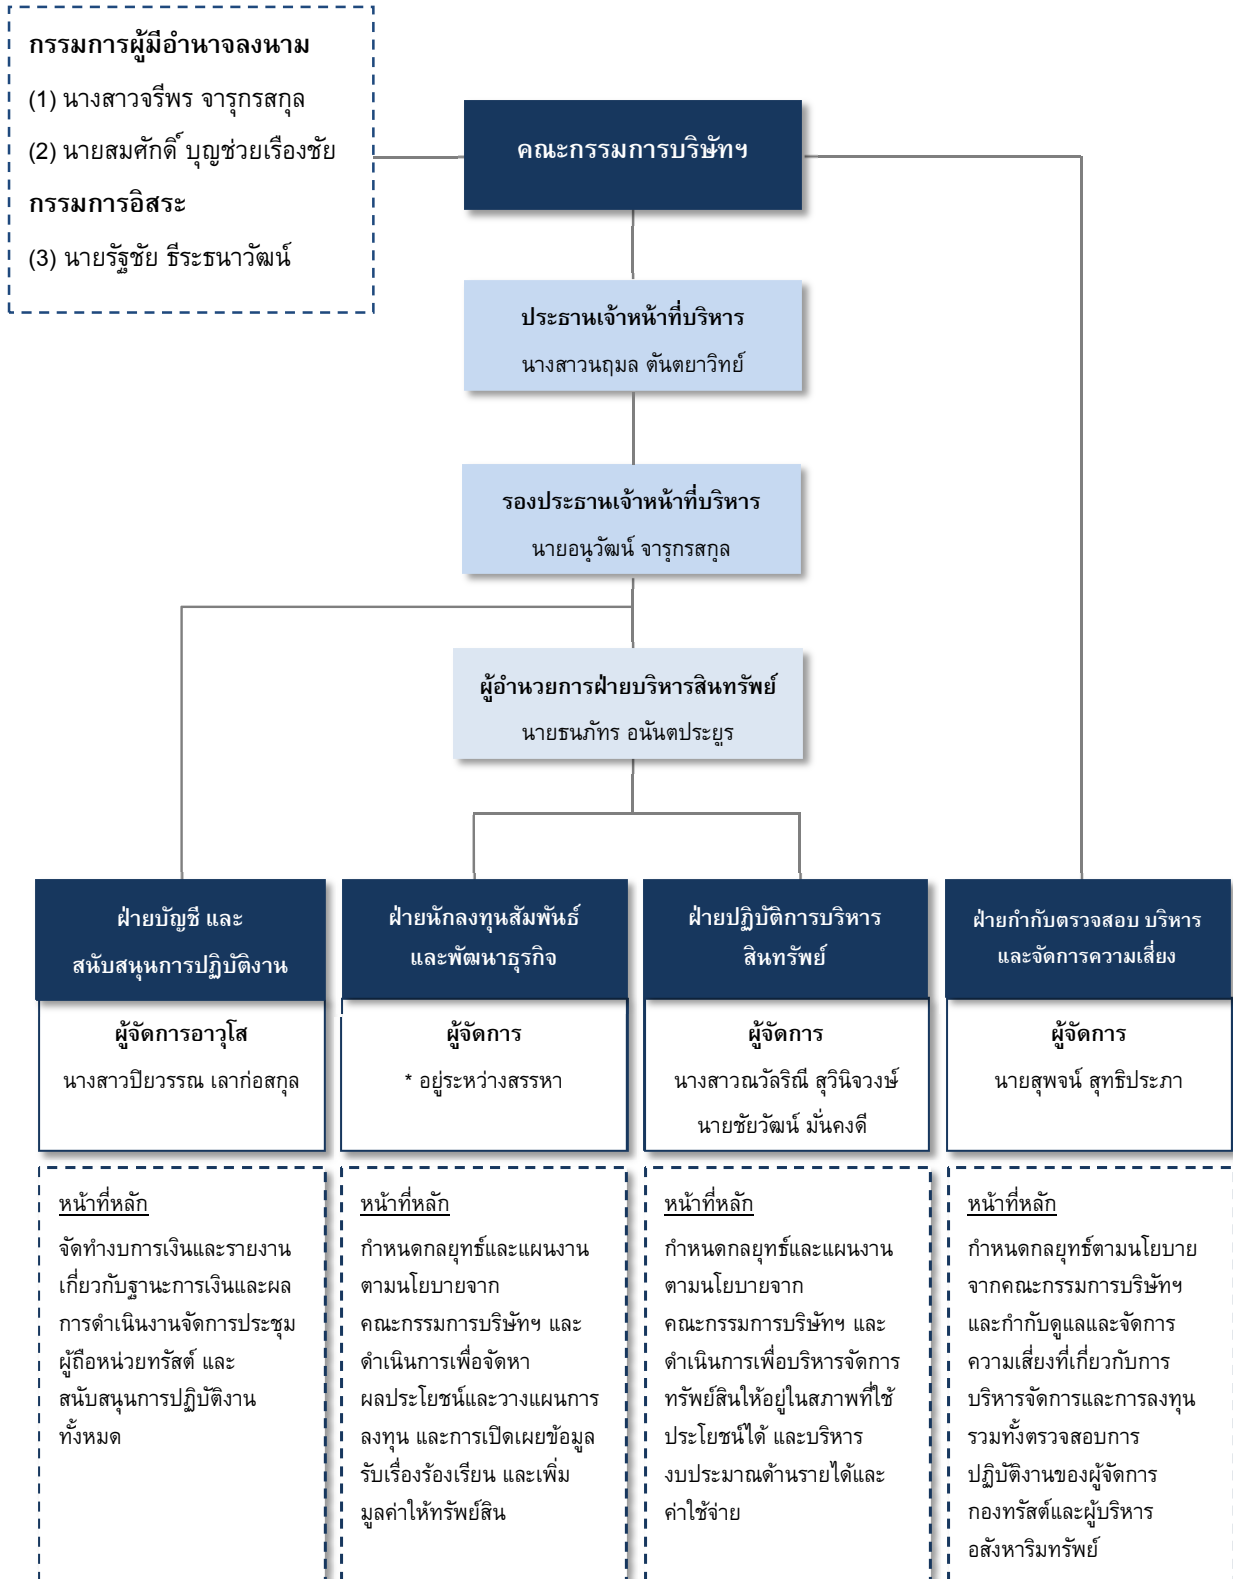 กรรมการผู้มีอำนาจลงนาม
(1) นางสาวจรีพร จารุกรสกุล
(2) นายสมศักดิ์ บุญช่วยเรืองชัย
กรรมการอิสระ
(3) นายรัฐชัย ธีระธนาวัฒน์
คณะกรรมการบริษัทฯ
ประธานเจ้าหน้าที่บริหาร
นางสาวนฤมล ตันตยาวิทย์
รองประธานเจ้าหน้าที่บริหาร
นายอนุวัฒน์ จารุกรสกุล
ผู้อำนวยการฝ่ายบริหารสินทรัพย์
นายธนภัทร อนันตประยูร
ฝ่ายบัญชี และ
สนับสนุนการปฏิบัติงาน
ผู้จัดการอาวุโส
นางสาวปิยวรรณ เลาก่อสกุล
หน้าที่หลัก
จัดทำงบการเงินและรายงาน
เกี่ยวกับฐานะการเงินและผล
การดำเนินงานจัดการประชุม
ผู้ถือหน่วยทรัสต์ และ
สนับสนุนการปฏิบัติงาน
ทั้งหมด
ฝ่ายนักลงทุนสัมพันธ์
และพัฒนาธุรกิจ
ผู้จัดการ
* อยู่ระหว่างสรรหา
หน้าที่หลัก
กำหนดกลยุทธ์และแผนงาน
ตามนโยบายจาก
คณะกรรมการบริษัทฯ และ
ดำเนินการเพื่อจัดหา
ผลประโยชน์และวางแผนการ
ลงทุน และการเปิดเผยข้อมูล
รับเรื่องร้องเรียน และเพิ่ม
มูลค่าให้ทรัพย์สิน
ฝ่ายปฏิบัติการบริหาร
สินทรัพย์
ผู้จัดการ
นางสาวณวัลริณี สุวินิจวงษ์
นายชัยวัฒน์ มั่นคงดี
หน้าที่หลัก
กำหนดกลยุทธ์และแผนงาน
ตามนโยบายจาก
คณะกรรมการบริษัทฯ และ
ดำเนินการเพื่อบริหารจัดการ
ทรัพย์สินให้อยู่ในสภาพที่ใช้
ประโยชน์ได้ และบริหาร
งบประมาณด้านรายได้และ
ค่าใช้จ่าย
ฝ่ายกำกับตรวจสอบ บริหาร
และจัดการความเสี่ยง
ผู้จัดการ
นายสุพจน์ สุทธิประภา
หน้าที่หลัก
กำหนดกลยุทธ์ตามนโยบาย
จากคณะกรรมการบริษัทฯ
และกำกับดูแลและจัดการ
ความเสี่ยงที่เกี่ยวกับการ
บริหารจัดการและการลงทุน
รวมทั้งตรวจสอบการ
ปฏิบัติงานของผู้จัดการ
กองทรัสต์และผู้บริหาร
อสังหาริมทรัพย์